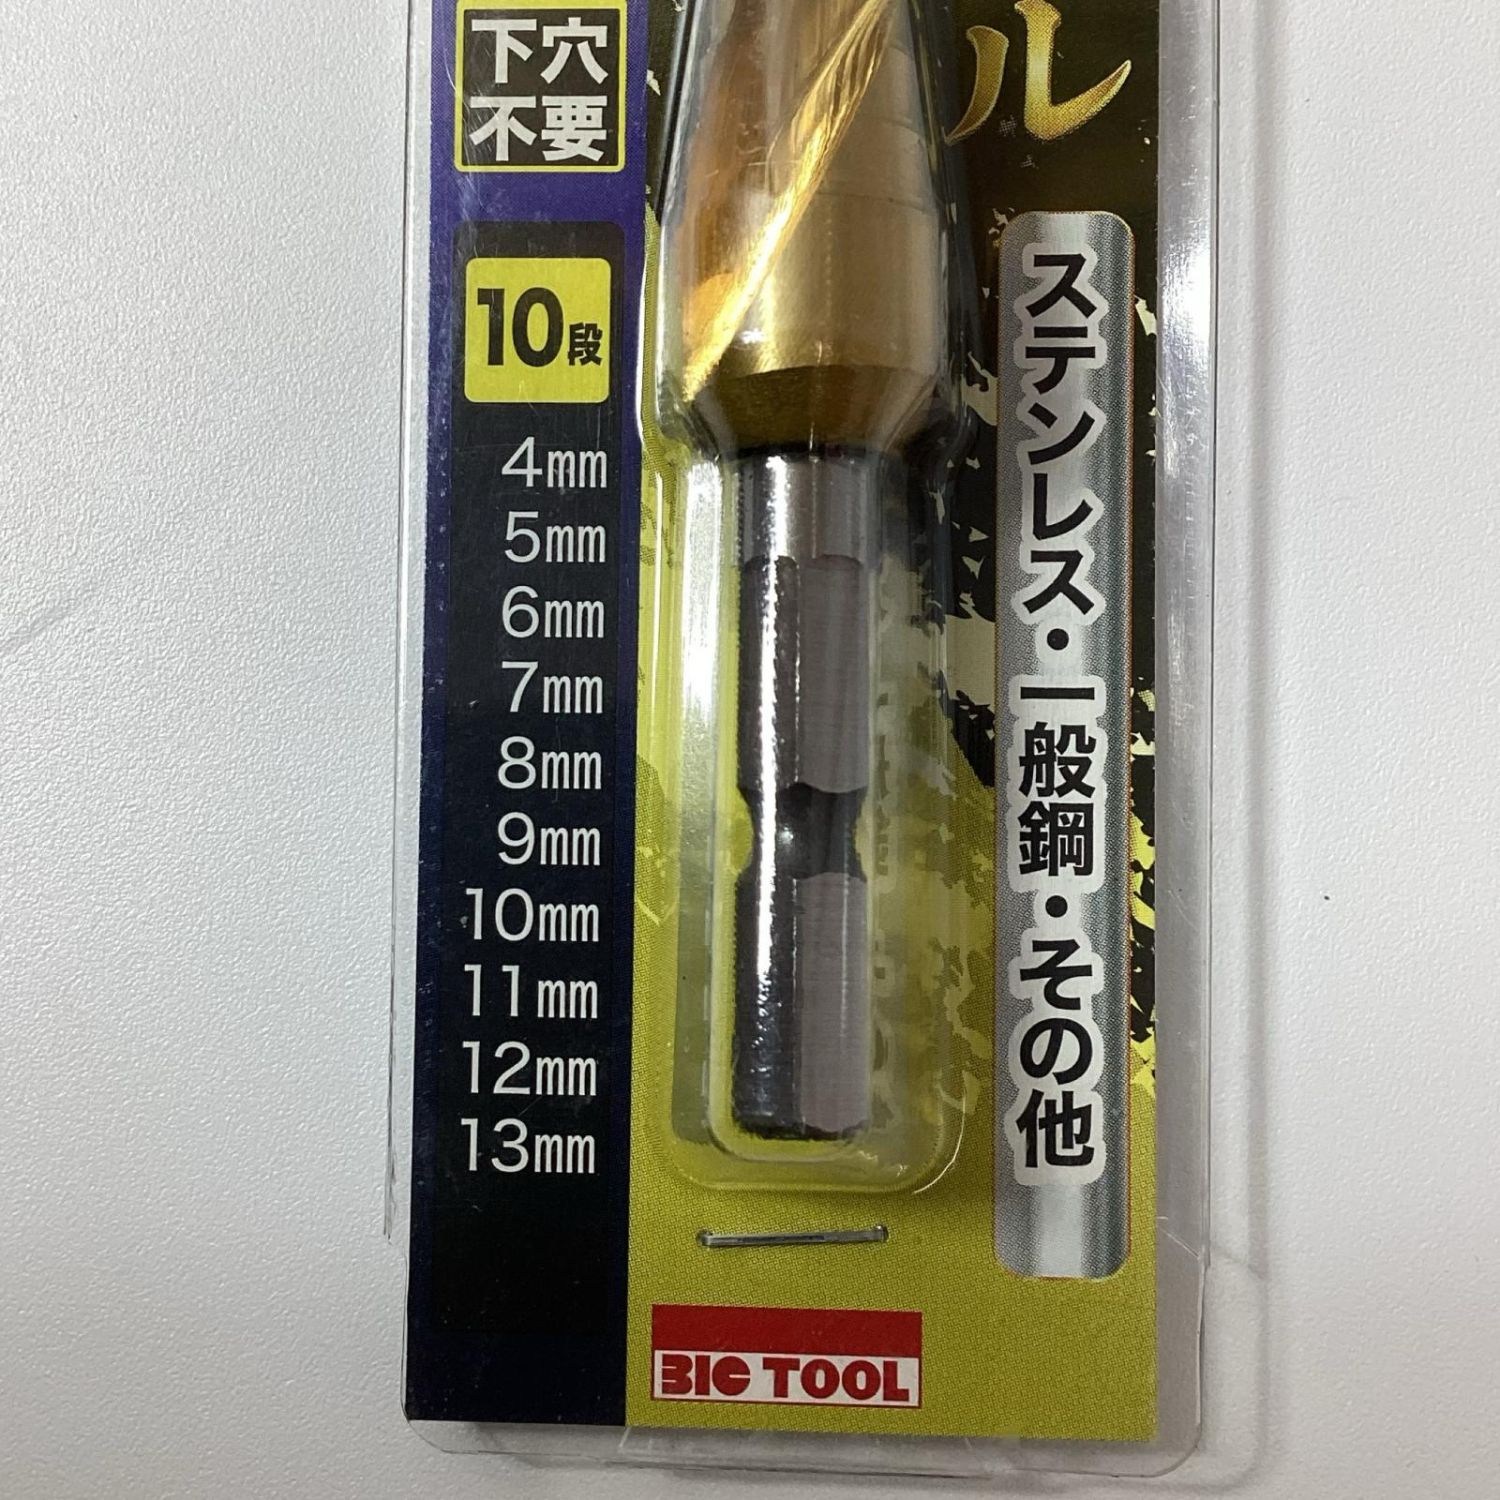 下穴
不要
ル
10段
4mm
5mm
6mm
7mm
8mm
9mm
10mm
11mm
12mm
13mm
ステンレス・一般鋼・その他
BIC TOOL